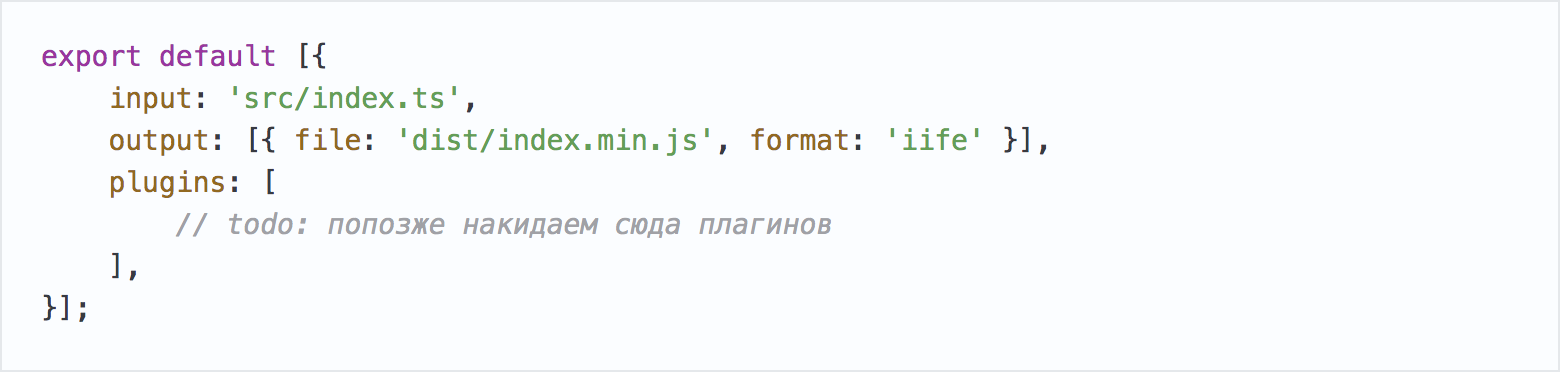 export default [{
    input: 'src/index.ts',
    output: [{ file: 'dist/index.min.js', format: 'iife' }],
    plugins: [
        // todo: попозже накидаем сюда плагинов
    ],
}];